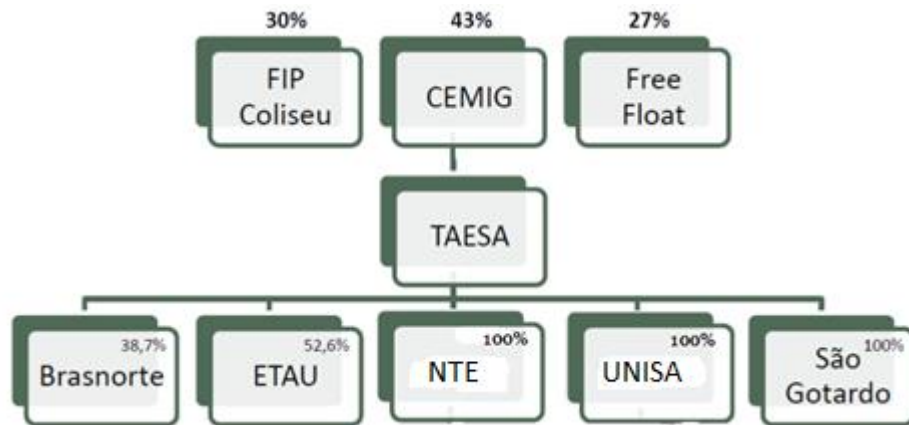 30%
43%
27%
FIP
Coliseu
CEMIG
Free
Float
TAESA
38,7%
Brasnorte
52,6%
ETAU
100%
NTE
100%
UNISA
100%
São
Gotardo